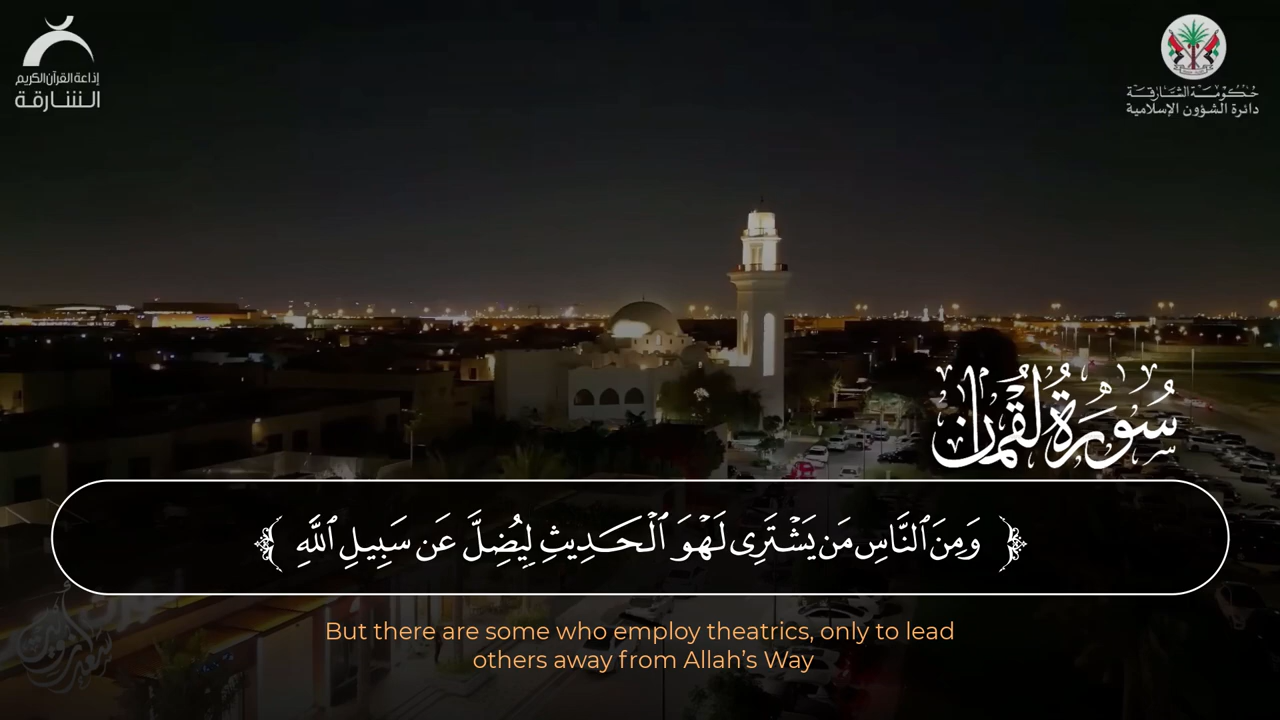 إذاعة القرآن الكريم
الشارقة
حكومة الشارقة
دائرة الشؤون الإسلامية
سُورَةُ لُقْمَان
﴿ وَمِنَ ٱلنَّاسِ مَن يَشْتَرِى لَهْوَ ٱلْحَدِيثِ لِيُضِلَّ عَن سَبِيلِ ٱللَّهِ ﴾
But there are some who employ theatrics, only to lead
others away from Allah’s Way